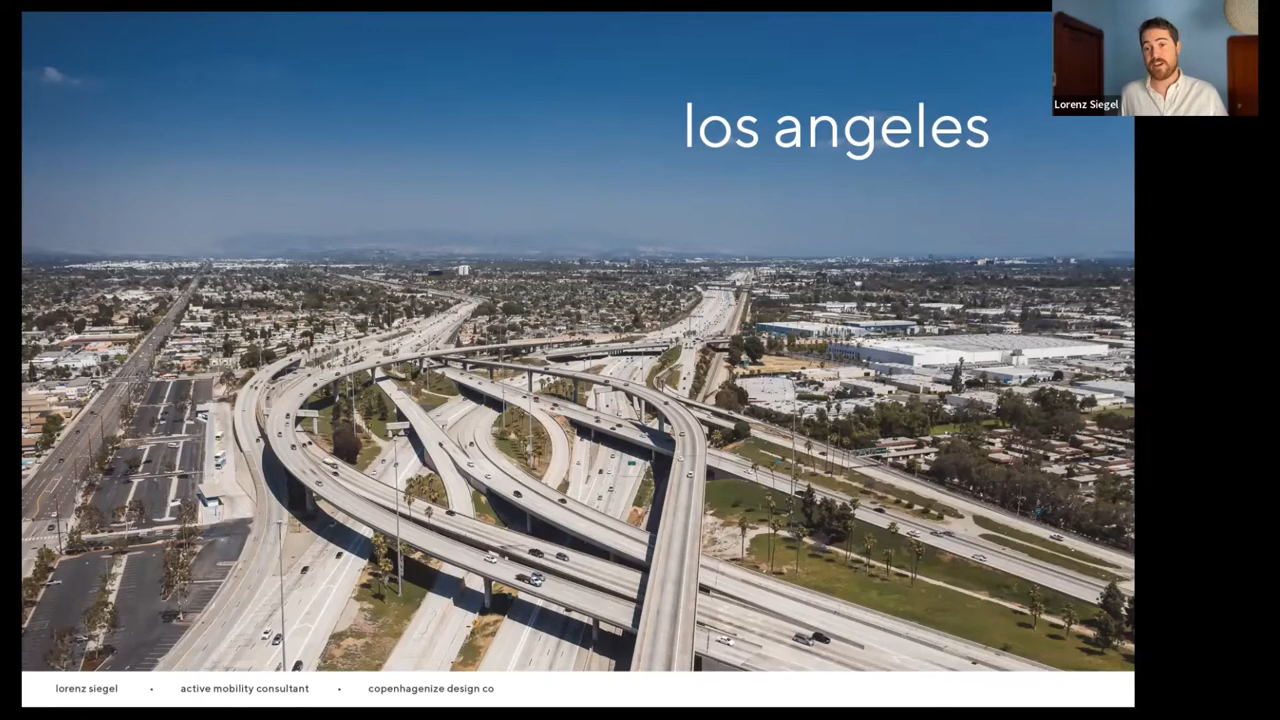 los angeles
Lorenz Siegel
lorenz siegel • active mobility consultant • copenhagenize design co